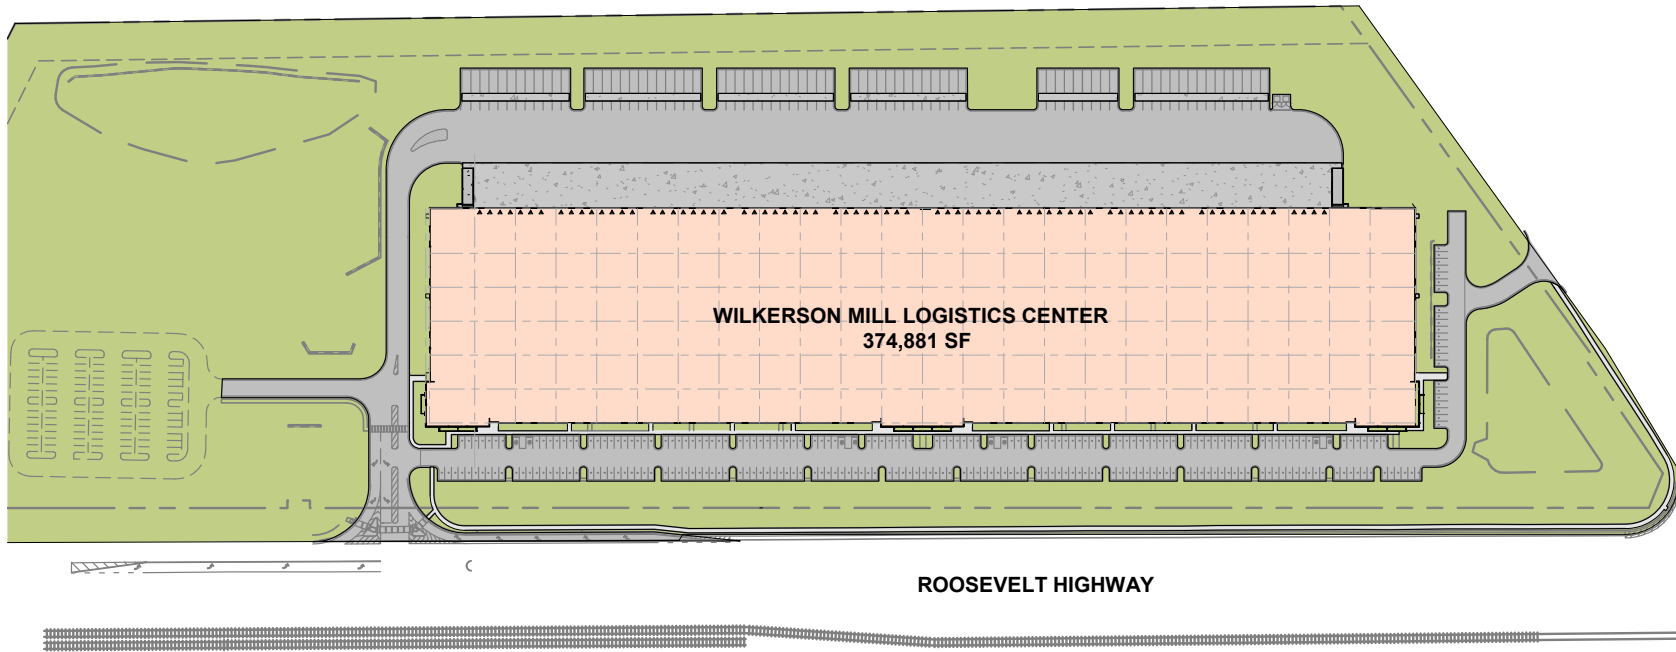 WILKERSON MILL LOGISTICS CENTER
374,881 SF
ROOSEVELT HIGHWAY